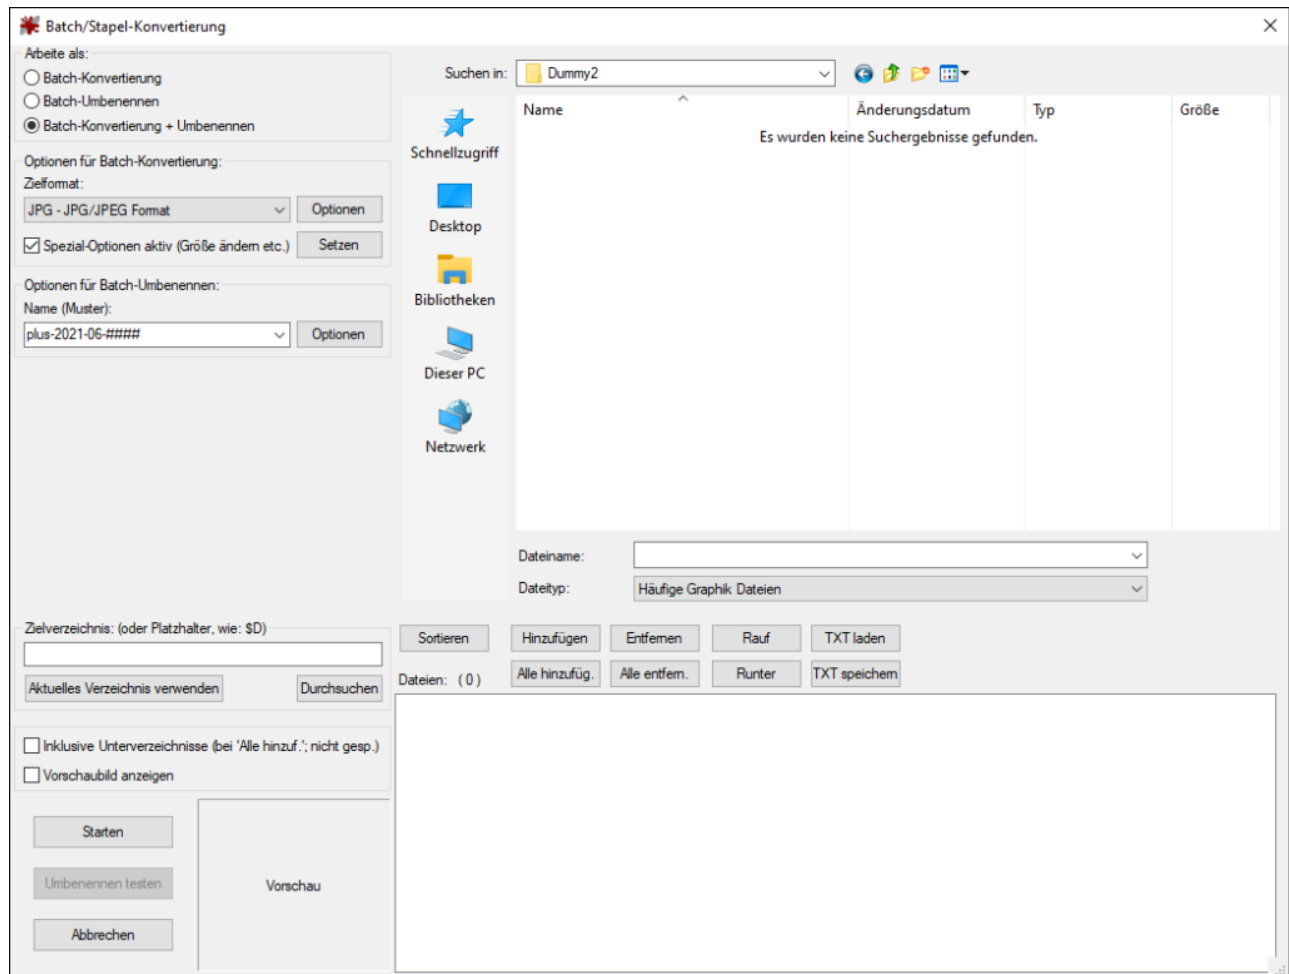 Batch/Stapel-Konvertierung
Arbeite als:
Batch-Konvertierung
Batch-Umbenennen
Batch-Konvertierung + Umbenennen
Optionen für Batch-Konvertierung:
Zielformat:
JPG - JPG/JPEG Format
Optionen
Spezial-Optionen aktiv (Größe ändern etc.)
Setzen
Optionen für Batch-Umbenennen:
Name (Muster):
plus-2021-06-####
Optionen
Suchen in:
Dummy2
Schnellzugriff
Desktop
Bibliotheken
Dieser PC
Netzwerk
Name
Änderungsdatum
Typ
Größe
Es wurden keine Suchergebnisse gefunden.
Dateiname:
Dateityp:
Häufige Graphik Dateien
Zielverzeichnis: (oder Platzhalter, wie: $D)
Aktuelles Verzeichnis verwenden
Durchsuchen
Sortieren
Hinzufügen
Entfernen
Rauf
TXT laden
Dateien: ( 0 )
Alle hinzufüg.
Alle entfern.
Runter
TXT speichern
Inklusive Unterverzeichnisse (bei 'Alle hinzuf.'; nicht gesp.)
Vorschaubild anzeigen
Starten
Umbenennen testen
Abbrechen
Vorschau